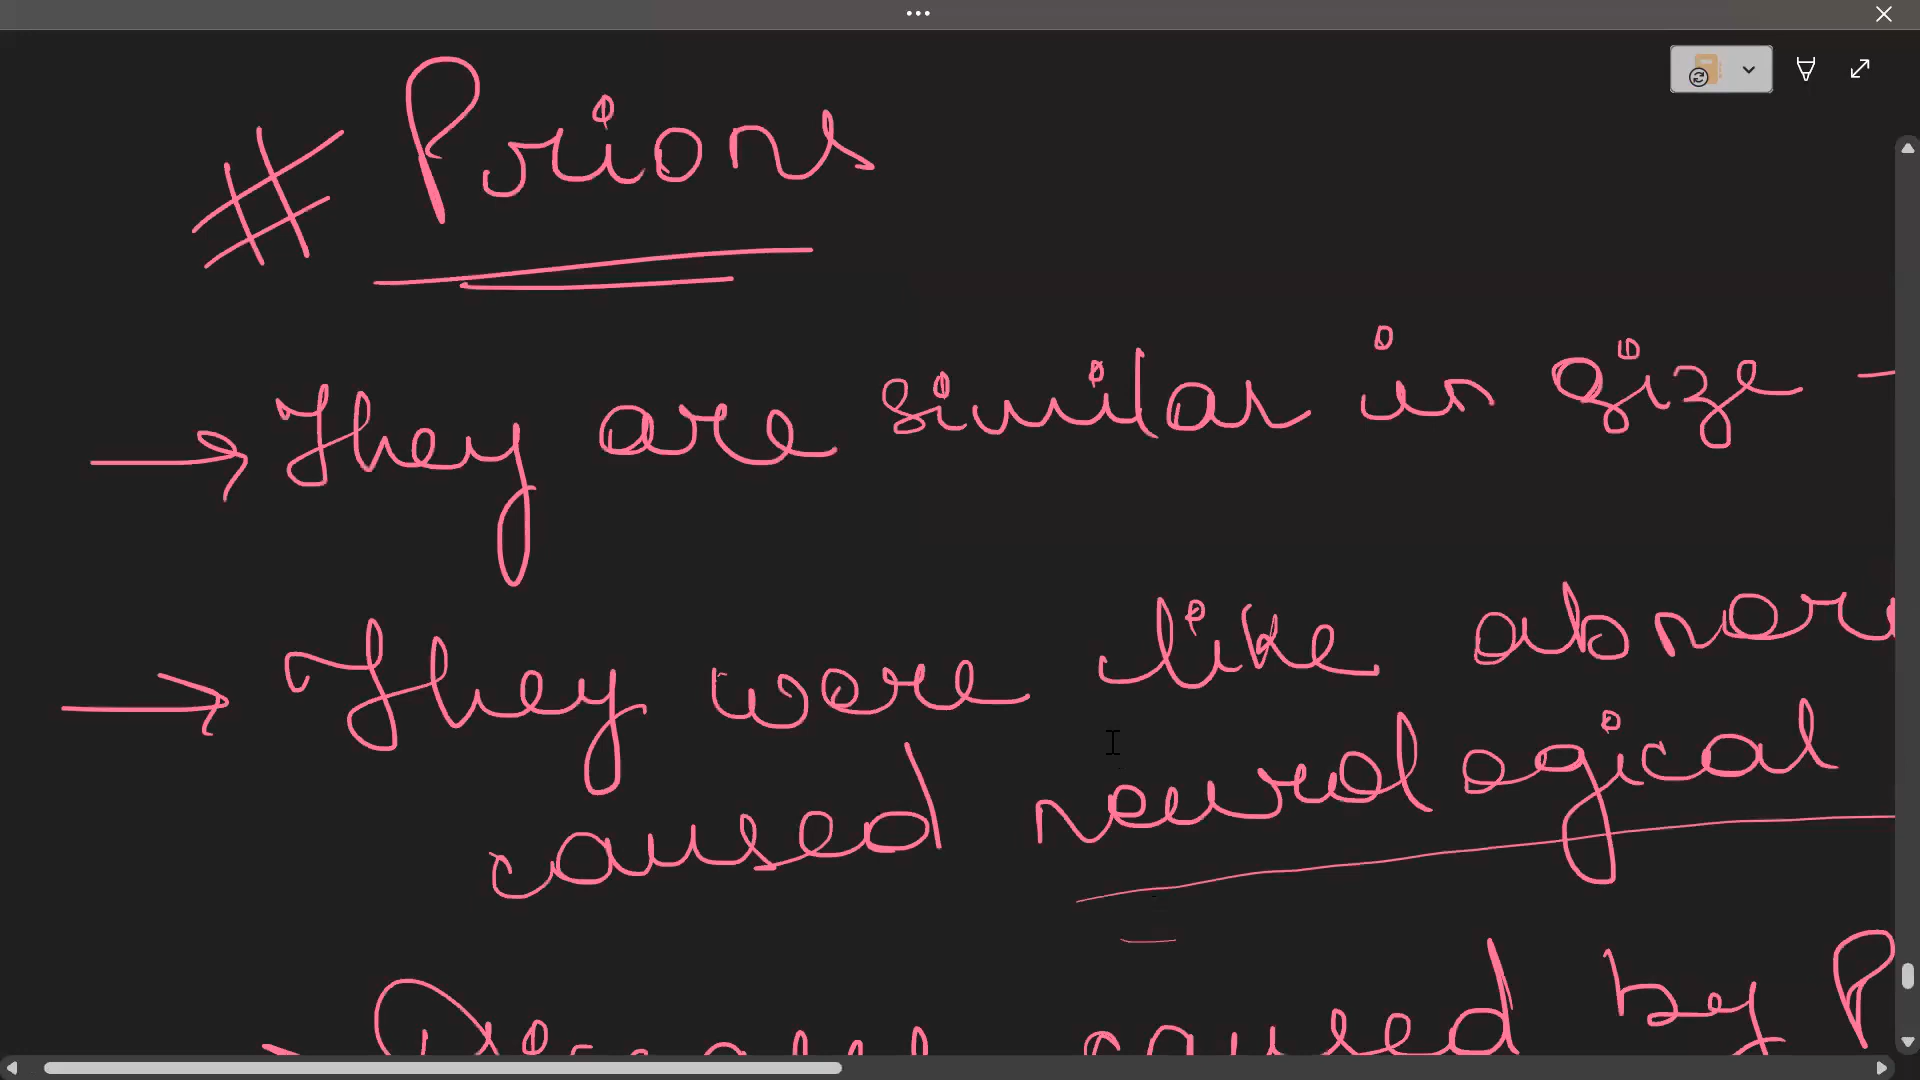 # Prions
→ They are similar in size -
→ They were like abnor
caused neurological
caused by P